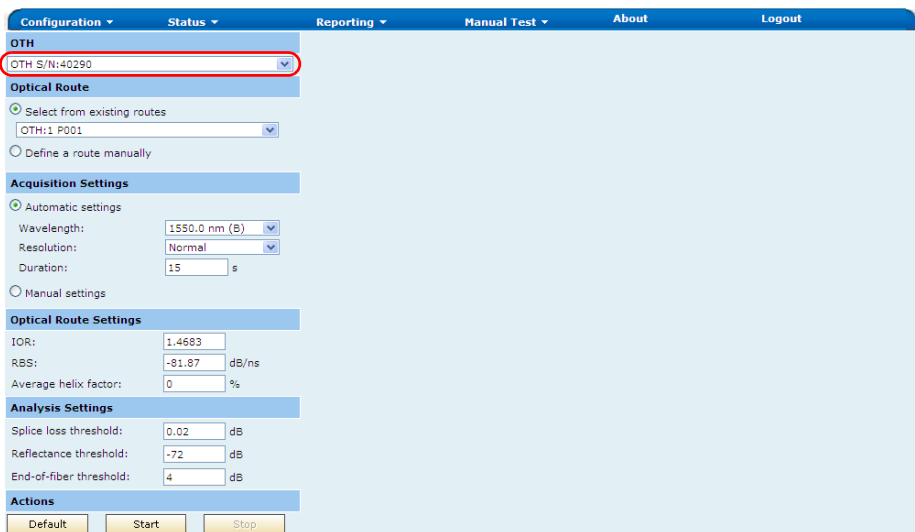 Configuration Status Reporting Manual Test About Logout
OTH
OTH S/N:40290
Optical Route
Select from existing routes
OTH:1 P001
Define a route manually
Acquisition Settings
Automatic settings
Wavelength: 1550.0 nm (B)
Resolution: Normal
Duration: 15 s
Manual settings
Optical Route Settings
IOR: 1.4683
RBS: -81.87 dB/ns
Average helix factor: 0 %
Analysis Settings
Splice loss threshold: 0.02 dB
Reflectance threshold: -72 dB
End-of-fiber threshold: 4 dB
Actions
Default Start Stop